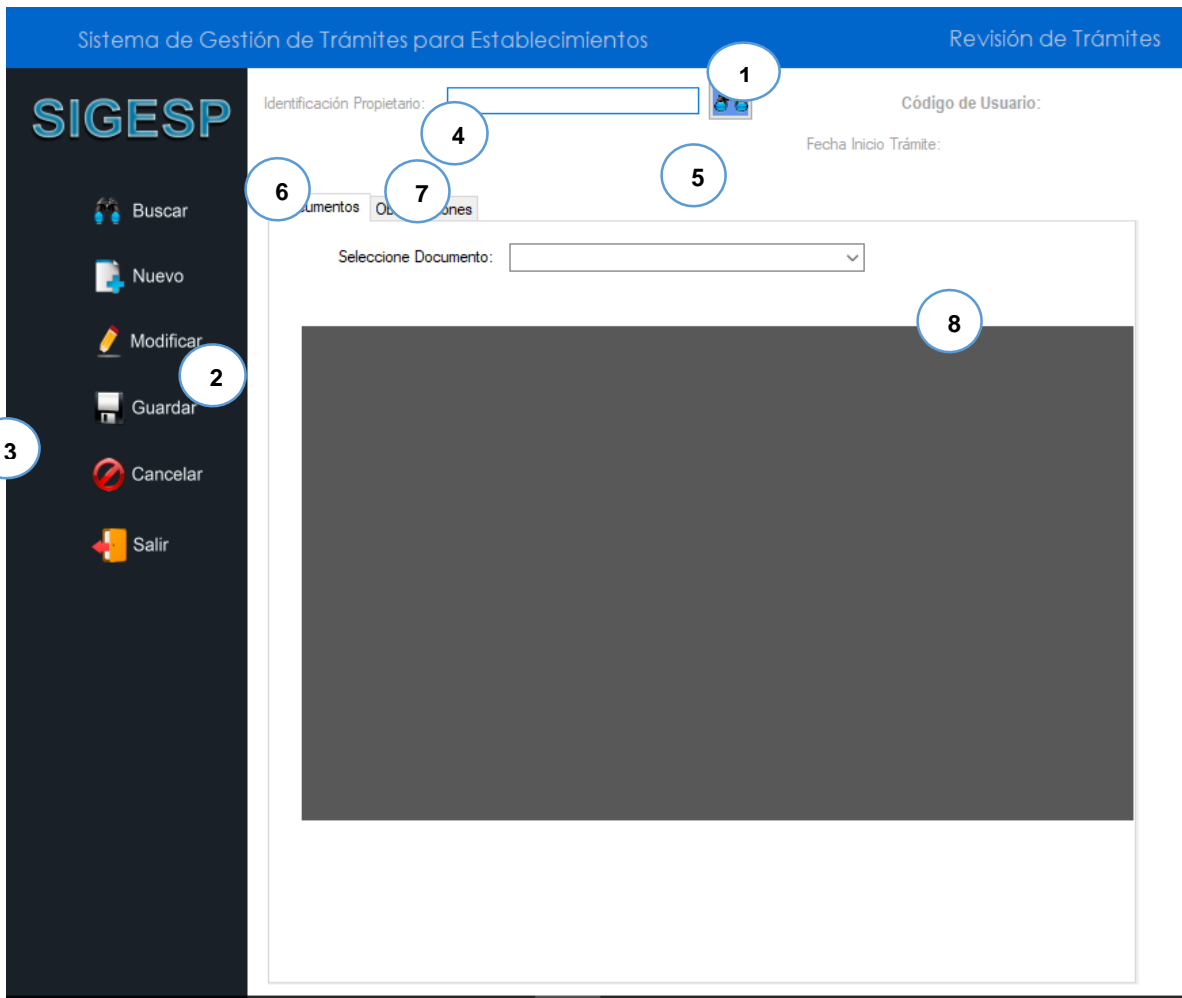 Sistema de Gestión de Trámites para Establecimientos
Revisión de Trámites
SIGESP
Identificación Propietario:
1
Código de Usuario:
4
Fecha Inicio Trámite:
5
6
7
Buscar
Seleccione Documento:
Nuevo
8
Modificar
2
Guardar
3
Cancelar
Salir